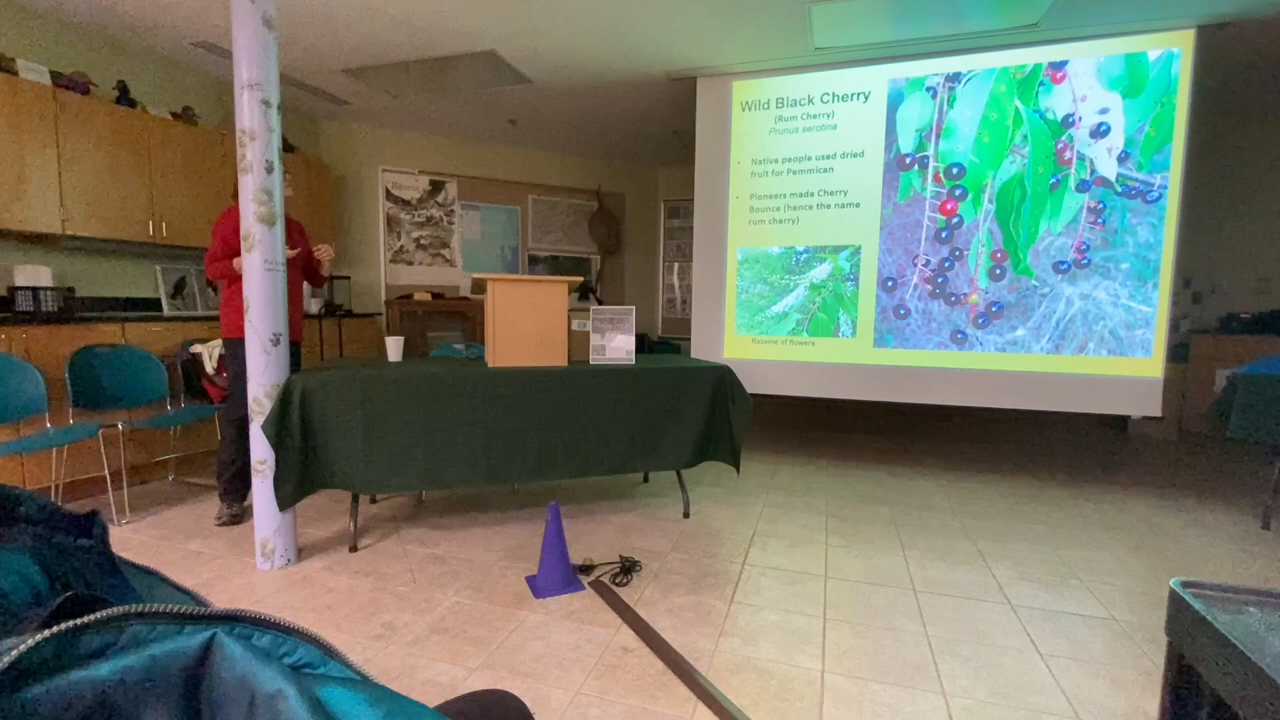 Wild Black Cherry
(Rum Cherry)
Prunus serotina
• Native people used dried
fruit for Pemmican
• Pioneers made Cherry
Bounce (hence the name
rum cherry)
Raceme of flowers